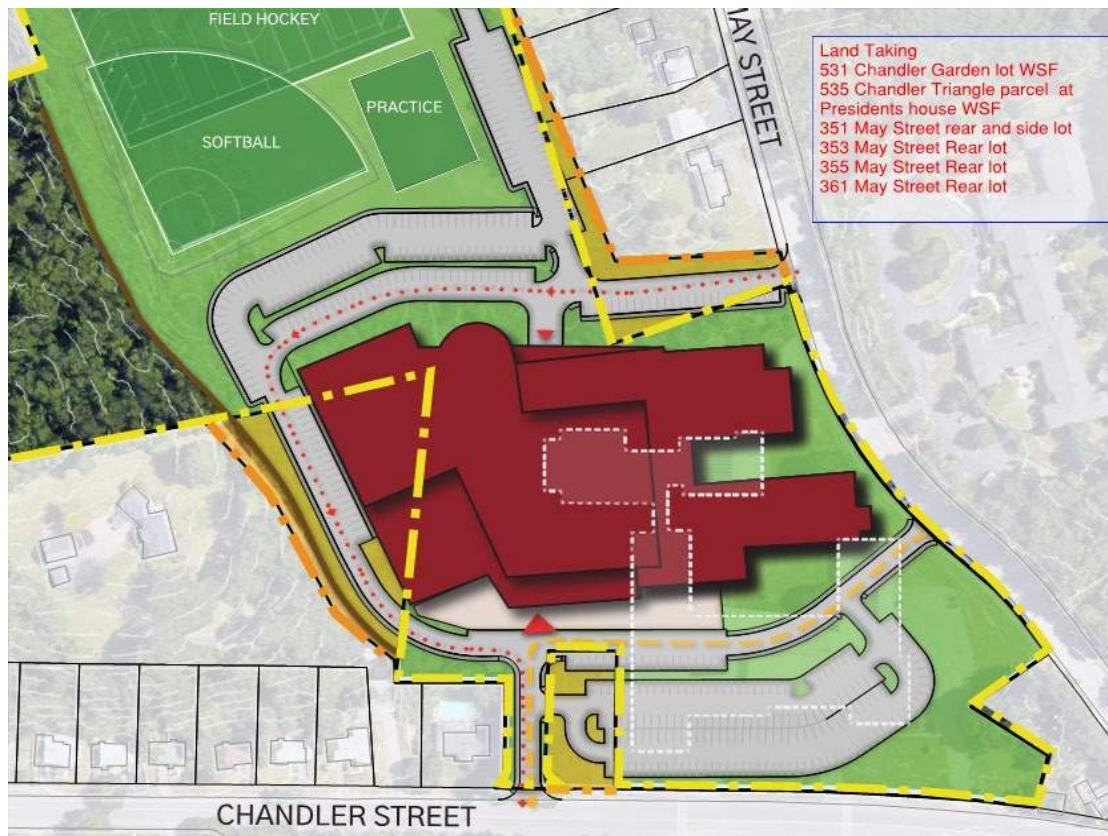 FIELD HOCKEY
PRACTICE
SOFTBALL
MAY STREET
Land Taking
531 Chandler Garden lot WSF
535 Chandler Triangle parcel at
Presidents house WSF
351 May Street rear and side lot
353 May Street Rear lot
355 May Street Rear lot
361 May Street Rear lot
CHANDLER STREET